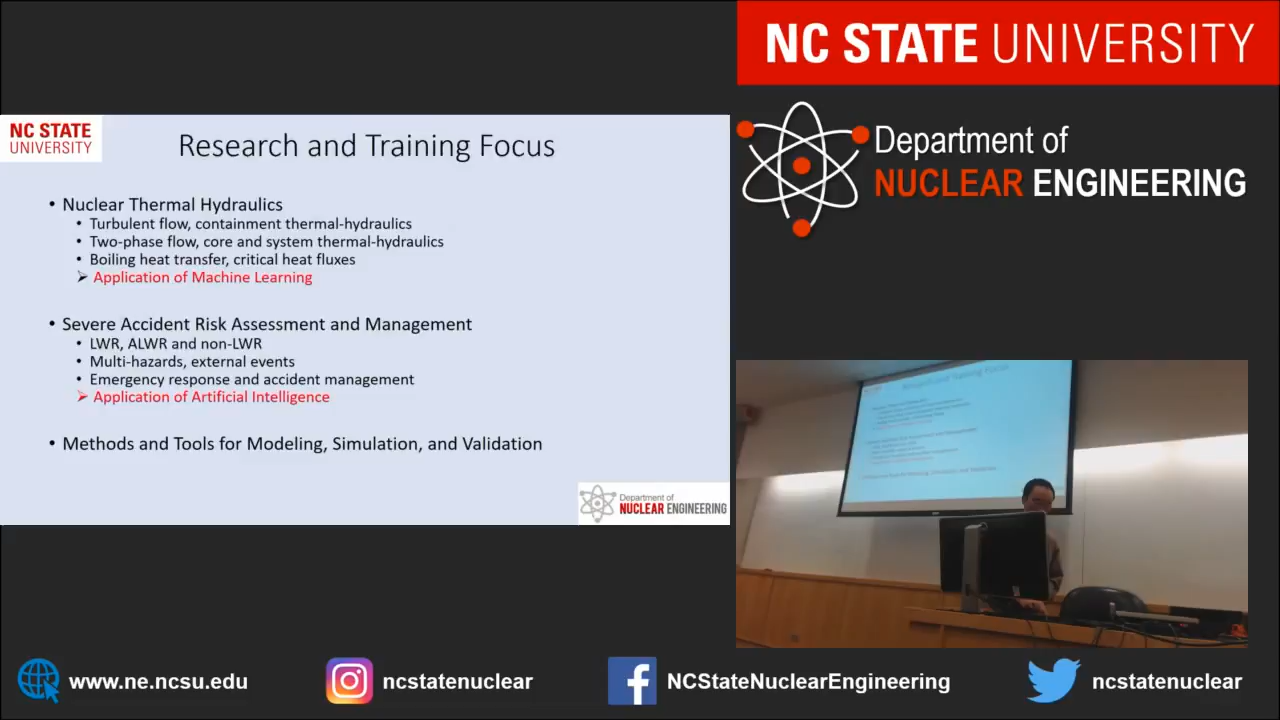 NC STATE UNIVERSITY
Department of
NUCLEAR ENGINEERING
NC STATE
UNIVERSITY
Research and Training Focus
• Nuclear Thermal Hydraulics
• Turbulent flow, containment thermal-hydraulics
• Two-phase flow, core and system thermal-hydraulics
• Boiling heat transfer, critical heat fluxes
➤ Application of Machine Learning
• Severe Accident Risk Assessment and Management
• LWR, ALWR and non-LWR
• Multi-hazards, external events
• Emergency response and accident management
➤ Application of Artificial Intelligence
• Methods and Tools for Modeling, Simulation, and Validation
Department of
NUCLEAR ENGINEERING
Research and Training Focus
www.ne.ncsu.edu
ncstatenuclear
NCStateNuclearEngineering
ncstatenuclear